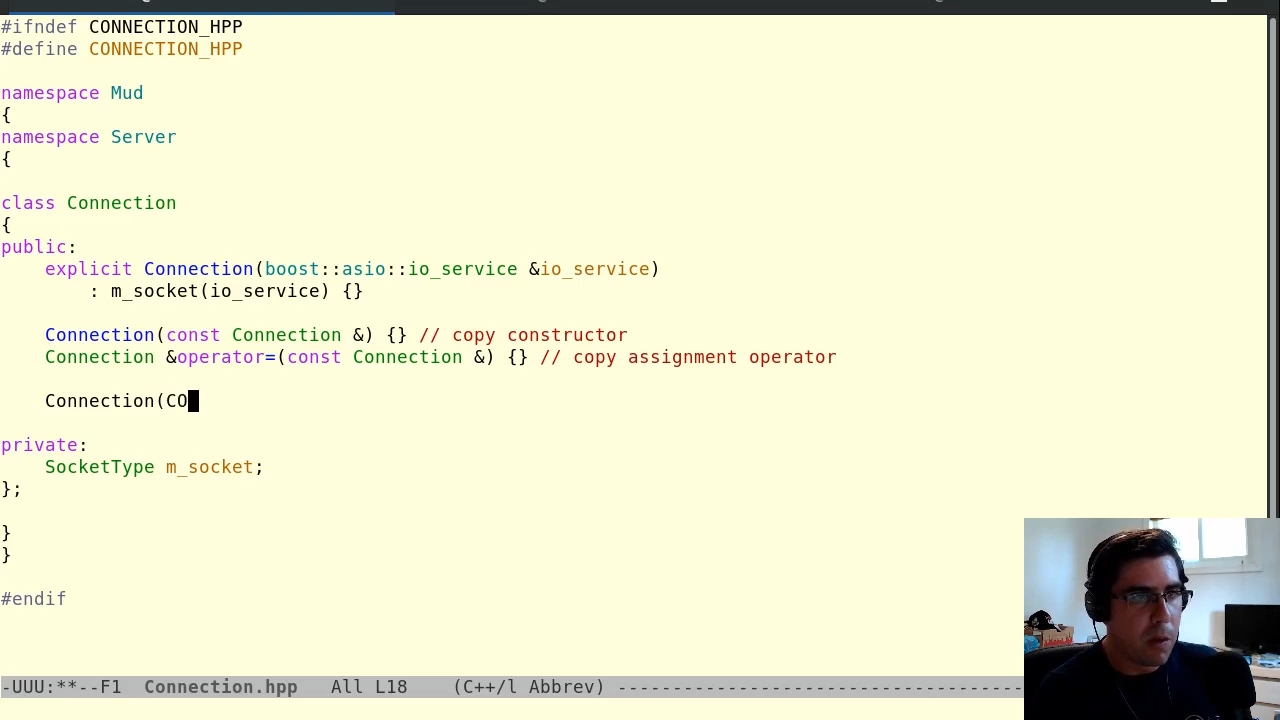 #ifndef CONNECTION_HPP
#define CONNECTION_HPP
namespace Mud
{
namespace Server
{
class Connection
{
public:
    explicit Connection(boost::asio::io_service &io_service)
        : m_socket(io_service) {}
    Connection(const Connection &) {} // copy constructor
    Connection &operator=(const Connection &) {} // copy assignment operator
    Connection(CO
private:
    SocketType m_socket;
};
}
}
#endif
-UUU:**--F1  Connection.hpp   All L18    (C++/l Abbrev) -------------------------------------